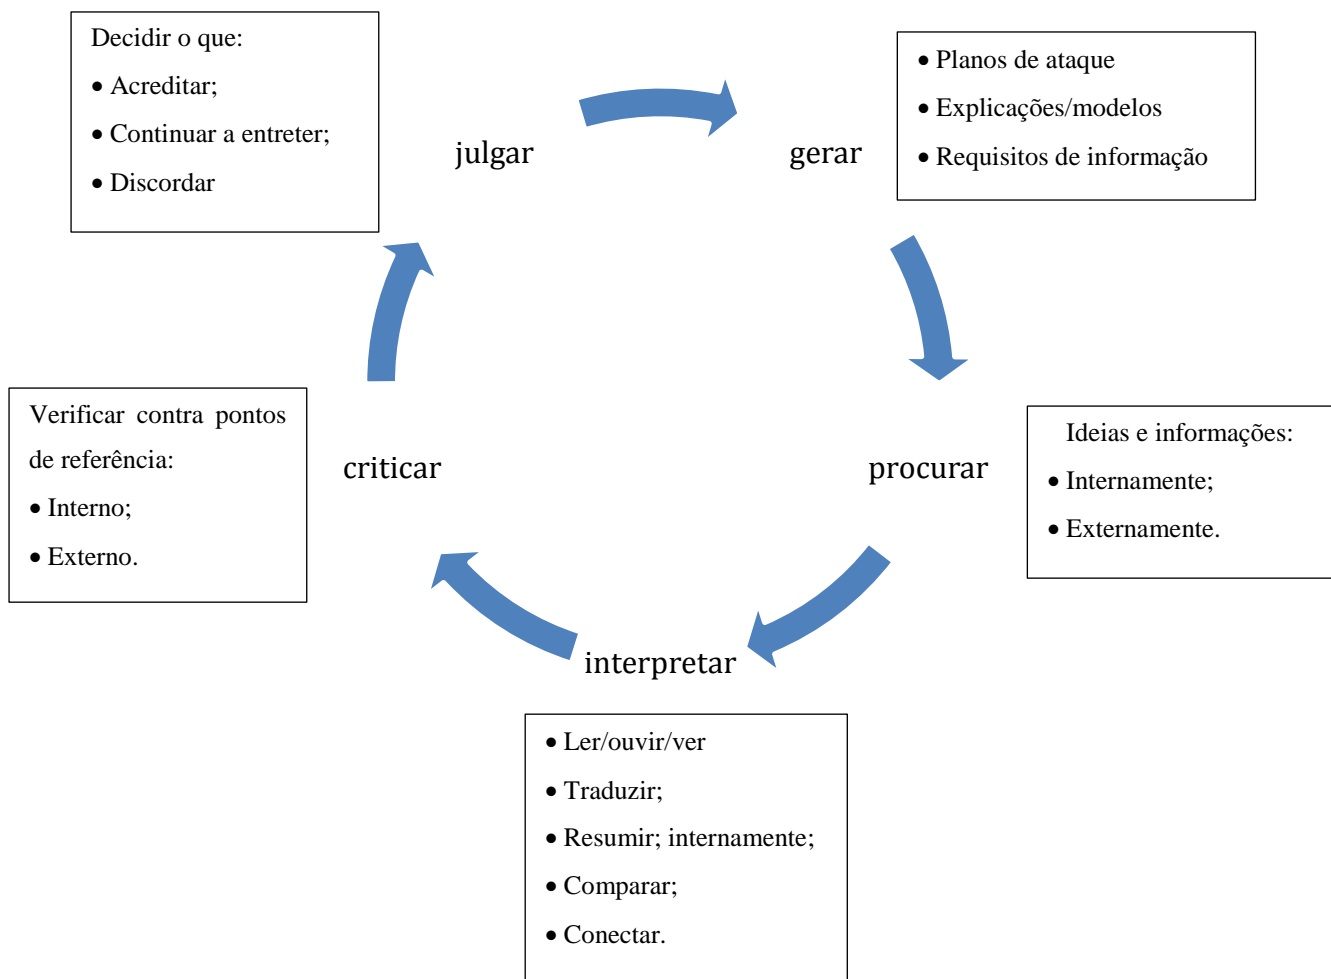 Decidir o que:
• Acreditar;
• Continuar a entreter;
• Discordar
julgar
gerar
• Planos de ataque
• Explicações/modelos
• Requisitos de informação
procurar
Ideias e informações:
• Internamente;
• Externamente.
interpretar
• Ler/ouvir/ver
• Traduzir;
• Resumir; internamente;
• Comparar;
• Conectar.
criticar
Verificar contra pontos
de referência:
• Interno;
• Externo.